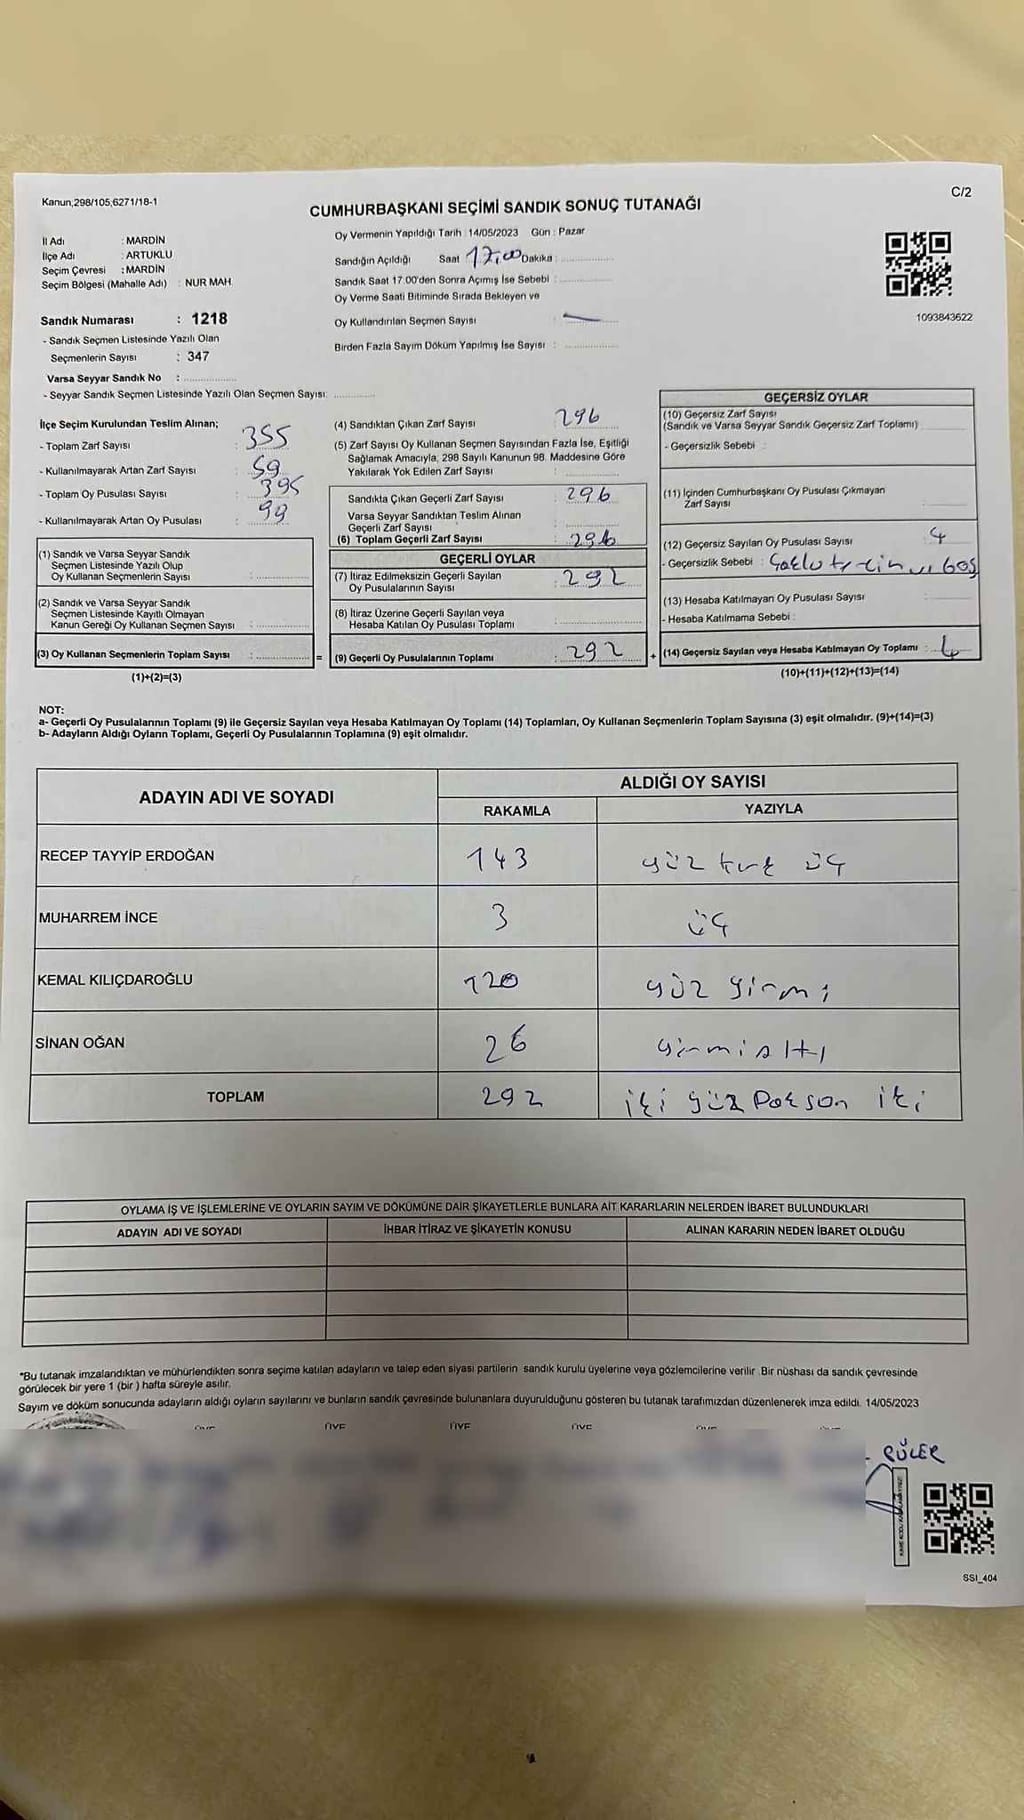 Kanun,298/105,6271/18-1
C/2
CUMHURBAŞKANI SEÇİMİ SANDIK SONUÇ TUTANAĞI
İl Adı : MARDİN
İlçe Adı : ARTUKLU
Seçim Çevresi : MARDİN
Seçim Bölgesi (Mahalle Adı) : NUR MAH.
Sandık Numarası : 1218
- Sandık Seçmen Listesinde Yazılı Olan
Seçmenlerin Sayısı : 347
Varsa Seyyar Sandık No :
- Seyyar Sandık Seçmen Listesinde Yazılı Olan Seçmen Sayısı:
Oy Vermenin Yapıldığı Tarih : 14/05/2023 Gün : Pazar
Sandığın Açıldığı Saat 17,00 Dakika :
Sandık Saat 17:00'den Sonra Açımış İse Sebebi :
Oy Verme Saati Bitiminde Sırada Bekleyen ve
Oy Kullandırılan Seçmen Sayısı : —
Birden Fazla Sayım Döküm Yapılmış İse Sayısı :
1093843622
İlçe Seçim Kurulundan Teslim Alınan;
- Toplam Zarf Sayısı : 355
- Kullanılmayarak Artan Zarf Sayısı : 59
- Toplam Oy Pusulası Sayısı : 395
- Kullanılmayarak Artan Oy Pusulası : 99
(1) Sandık ve Varsa Seyyar Sandık
Seçmen Listesinde Yazılı Olup
Oy Kullanan Seçmenlerin Sayısı :
(2) Sandık ve Varsa Seyyar Sandık
Seçmen Listesinde Kayıtlı Olmayan
Kanun Gereği Oy Kullanan Seçmen Sayısı :
(3) Oy Kullanan Seçmenlerin Toplam Sayısı :
(1)+(2)=(3)
(4) Sandıktan Çıkan Zarf Sayısı : 296
(5) Zarf Sayısı Oy Kullanan Seçmen Sayısından Fazla İse, Eşitliği
Sağlamak Amacıyla, 298 Sayılı Kanunun 98. Maddesine Göre
Yakılarak Yok Edilen Zarf Sayısı :
Sandıkta Çıkan Geçerli Zarf Sayısı : 296
Varsa Seyyar Sandıktan Teslim Alınan
Geçerli Zarf Sayısı :
(6) Toplam Geçerli Zarf Sayısı : 296
GEÇERLİ OYLAR
(7) İtiraz Edilmeksizin Geçerli Sayılan
Oy Pusulalarının Sayısı : 292
(8) İtiraz Üzerine Geçerli Sayılan veya
Hesaba Katılan Oy Pusulası Toplamı :
= (9) Geçerli Oy Pusulalarının Toplamı : 292 +
GEÇERSİZ OYLAR
(10) Geçersiz Zarf Sayısı
(Sandık ve Varsa Seyyar Sandık Geçersiz Zarf Toplamı)
- Geçersizlik Sebebi :
(11) İçinden Cumhurbaşkanı Oy Pusulası Çıkmayan
Zarf Sayısı :
(12) Geçersiz Sayılan Oy Pusulası Sayısı : 4
- Geçersizlik Sebebi : boş
(13) Hesaba Katılmayan Oy Pusulası Sayısı :
- Hesaba Katılmama Sebebi :
(14) Geçersiz Sayılan veya Hesaba Katılmayan Oy Toplamı : 4
(10)+(11)+(12)+(13)=(14)
NOT:
a- Geçerli Oy Pusulalarının Toplamı (9) ile Geçersiz Sayılan veya Hesaba Katılmayan Oy Toplamı (14) Toplamları, Oy Kullanan Seçmenlerin Toplam Sayısına (3) eşit olmalıdır. (9)+(14)=(3)
b- Adayların Aldığı Oyların Toplamı, Geçerli Oy Pusulalarının Toplamına (9) eşit olmalıdır.
ADAYIN ADI VE SOYADI
ALDIĞI OY SAYISI
RAKAMLA YAZIYLA
RECEP TAYYİP ERDOĞAN 143 yüz kırk üç
MUHARREM İNCE 3 üç
KEMAL KILIÇDAROĞLU 120 yüz yirmi
SİNAN OĞAN 26 yirmialtı
TOPLAM 292 iki yüz Doksan iki
OYLAMA İŞ VE İŞLEMLERİNE VE OYLARIN SAYIM VE DÖKÜMÜNE DAİR ŞİKAYETLERLE BUNLARA AİT KARARLARIN NELERDEN İBARET BULUNDUKLARI
ADAYIN ADI VE SOYADI İHBAR İTİRAZ VE ŞİKAYETİN KONUSU ALINAN KARARIN NEDEN İBARET OLDUĞU
*Bu tutanak imzalandıktan ve mühürlendikten sonra seçime katılan adayların ve talep eden siyasi partilerin sandık kurulu üyelerine veya gözlemcilerine verilir. Bir nüshası da sandık çevresinde
görülecek bir yere 1 (bir ) hafta süreyle asılır.
Sayım ve döküm sonucunda adayların aldığı oyların sayılarını ve bunların sandık çevresinde bulunanlara duyurulduğunu gösteren bu tutanak tarafımızdan düzenlenerek imza edildi. 14/05/2023
ÜYE ÜYE ÜYE ÜYE ÜYE ÜYE
GÜLER
SSI_404